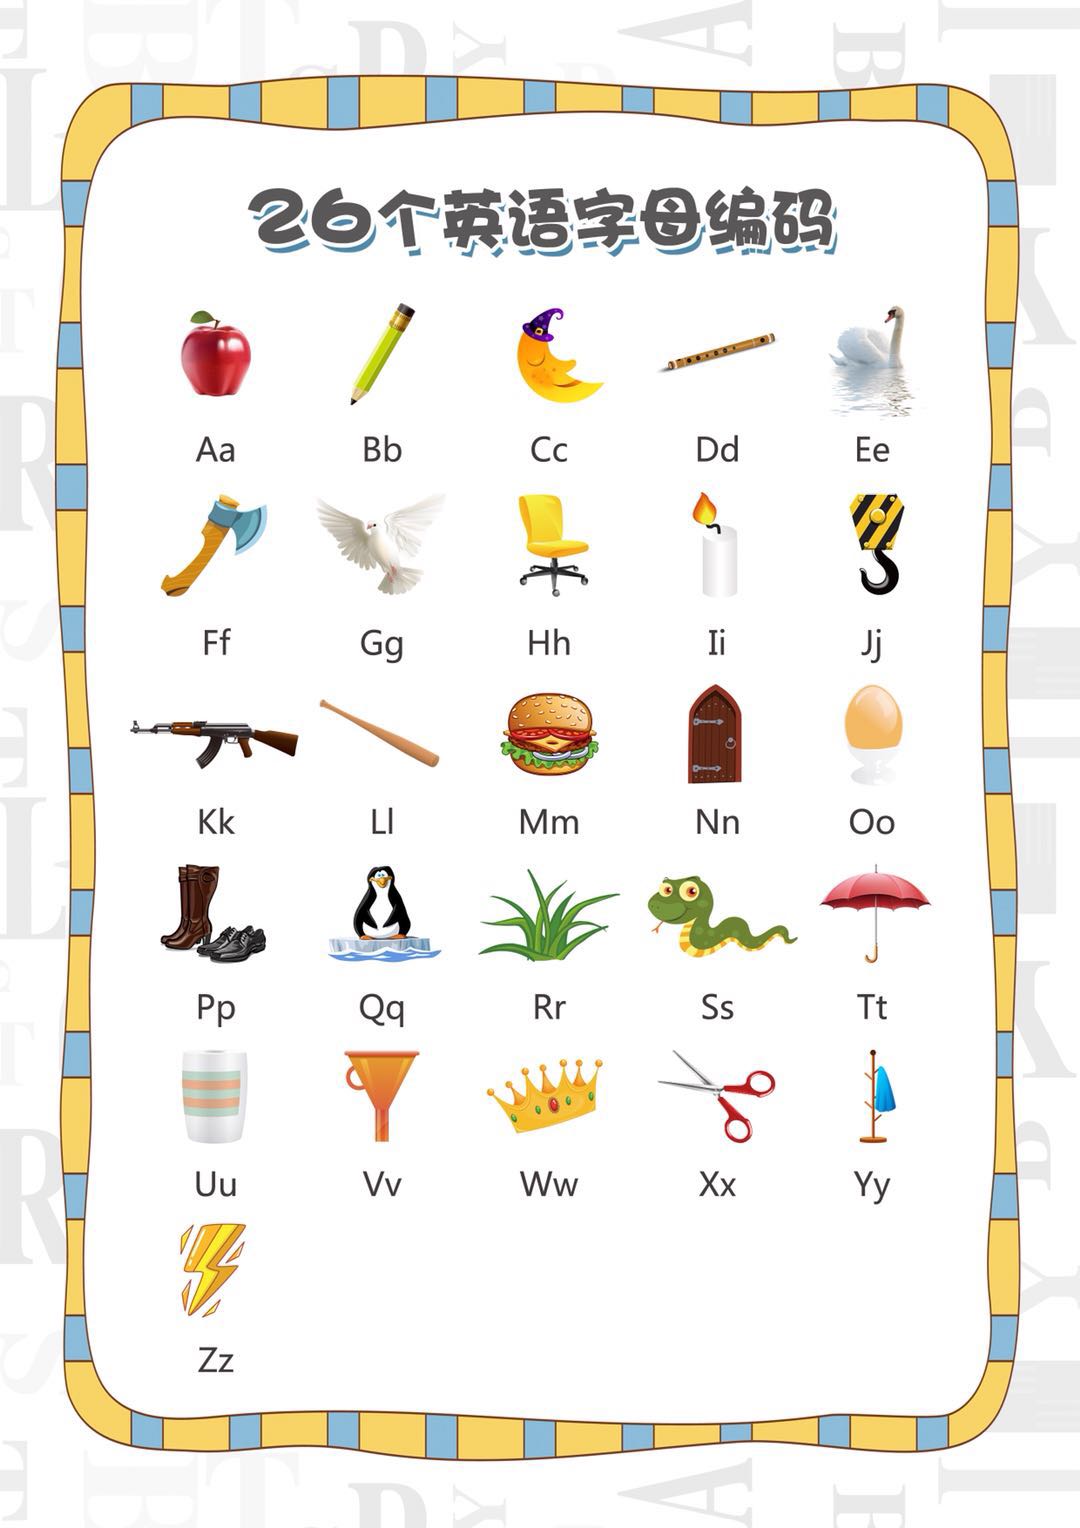 26个英语字母编码
Aa Bb Cc Dd Ee
Ff Gg Hh Ii Jj
Kk Ll Mm Nn Oo
Pp Qq Rr Ss Tt
Uu Vv Ww Xx Yy
Zz